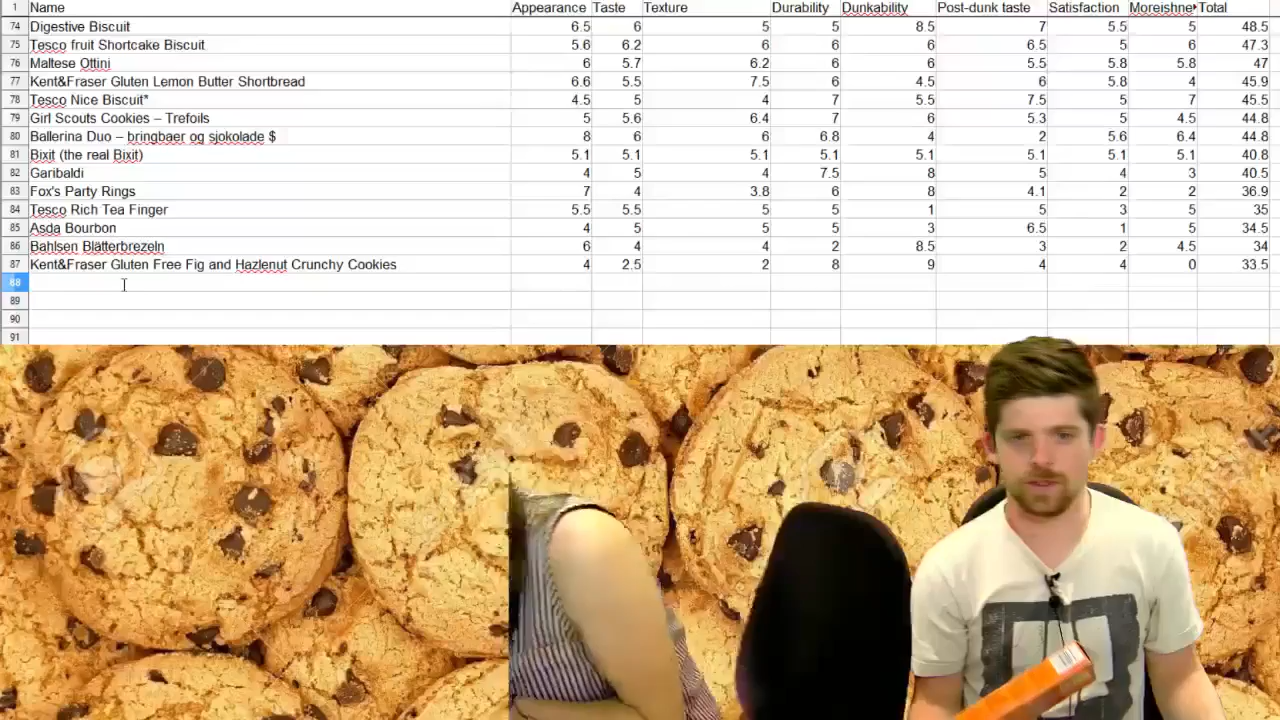 1 Name Appearance Taste Texture Durability Dunkability Post-dunk taste Satisfaction Moreishne Total
74 Digestive Biscuit 6.5 6 5 5 8.5 7 5.5 5 48.5
75 Tesco fruit Shortcake Biscuit 5.6 6.2 6 6 6 6.5 5 6 47.3
76 Maltese Ottini 6 5.7 6.2 6 6 5.5 5.8 5.8 47
77 Kent&Fraser Gluten Lemon Butter Shortbread 6.6 5.5 7.5 6 4.5 6 5.8 4 45.9
78 Tesco Nice Biscuit* 4.5 5 4 7 5.5 7.5 5 7 45.5
79 Girl Scouts Cookies – Trefoils 5 5.6 6.4 7 6 5.3 5 4.5 44.8
80 Ballerina Duo – bringbaer og sjokolade $ 8 6 6 6.8 4 2 5.6 6.4 44.8
81 Bixit (the real Bixit) 5.1 5.1 5.1 5.1 5.1 5.1 5.1 5.1 40.8
82 Garibaldi 4 5 4 7.5 8 5 4 3 40.5
83 Fox's Party Rings 7 4 3.8 6 8 4.1 2 2 36.9
84 Tesco Rich Tea Finger 5.5 5.5 5 5 1 5 3 5 35
85 Asda Bourbon 4 5 5 5 3 6.5 1 5 34.5
86 Bahlsen Blätterbrezeln 6 4 4 2 8.5 3 2 4.5 34
87 Kent&Fraser Gluten Free Fig and Hazlenut Crunchy Cookies 4 2.5 2 8 9 4 4 0 33.5
88
89
90
91